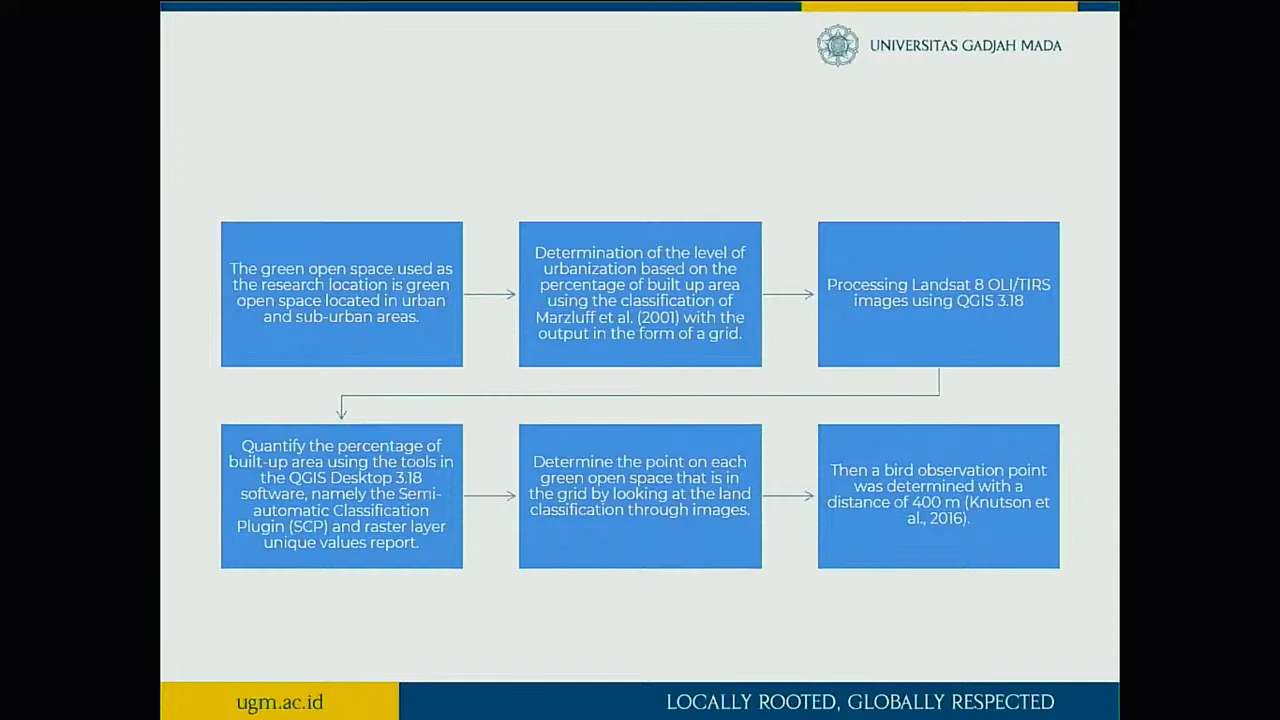 UNIVERSITAS GADJAH MADA
The green open space used as
the research location is green
open space located in urban
and sub-urban areas.
Determination of the level of
urbanization based on the
percentage of built up area
using the classification of
Marzluff et al. (2001) with the
output in the form of a grid.
Processing Landsat 8 OLI/TIRS
images using QGIS 3.18
Quantify the percentage of
built-up area using the tools in
the QGIS Desktop 3.18
software, namely the Semi-
automatic Classification
Plugin (SCP) and raster layer
unique values report.
Determine the point on each
green open space that is in
the grid by looking at the land
classification through images.
Then a bird observation point
was determined with a
distance of 400 m (Knutson et
al., 2016).
ugm.ac.id
LOCALLY ROOTED, GLOBALLY RESPECTED